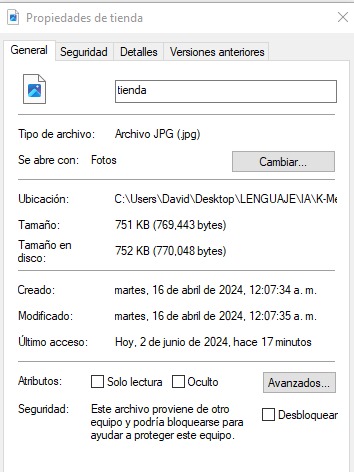 Propiedades de tienda
General Seguridad Detalles Versiones anteriores
tienda
Tipo de archivo: Archivo JPG (.jpg)
Se abre con: Fotos Cambiar...
Ubicación: C:\Users\David\Desktop\LENGUAJE\IA\K-Me
Tamaño: 751 KB (769,443 bytes)
Tamaño en
disco: 752 KB (770,048 bytes)
Creado: martes, 16 de abril de 2024, 12:07:34 a. m.
Modificado: martes, 16 de abril de 2024, 12:07:35 a. m.
Último acceso: Hoy, 2 de junio de 2024, hace 17 minutos
Atributos: Solo lectura Oculto Avanzados...
Seguridad: Este archivo proviene de otro
equipo y podría bloquearse para Desbloquear
ayudar a proteger este equipo.